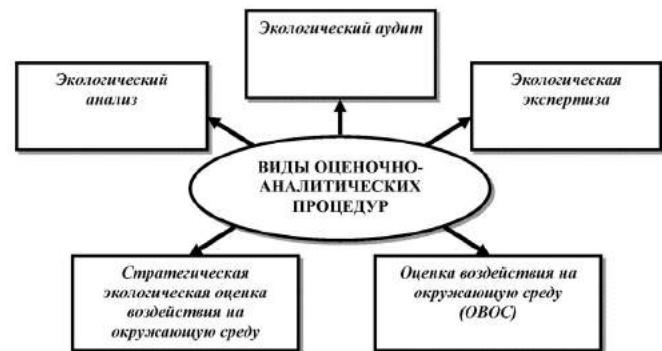 Экологический аудит
Экологический
анализ
Экологическая
экспертиза
ВИДЫ ОЦЕНОЧНО-
АНАЛИТИЧЕСКИХ
ПРОЦЕДУР
Стратегическая
экологическая оценка
воздействия на
окружающую среду
Оценка воздействия на
окружающую среду
(ОВОС)